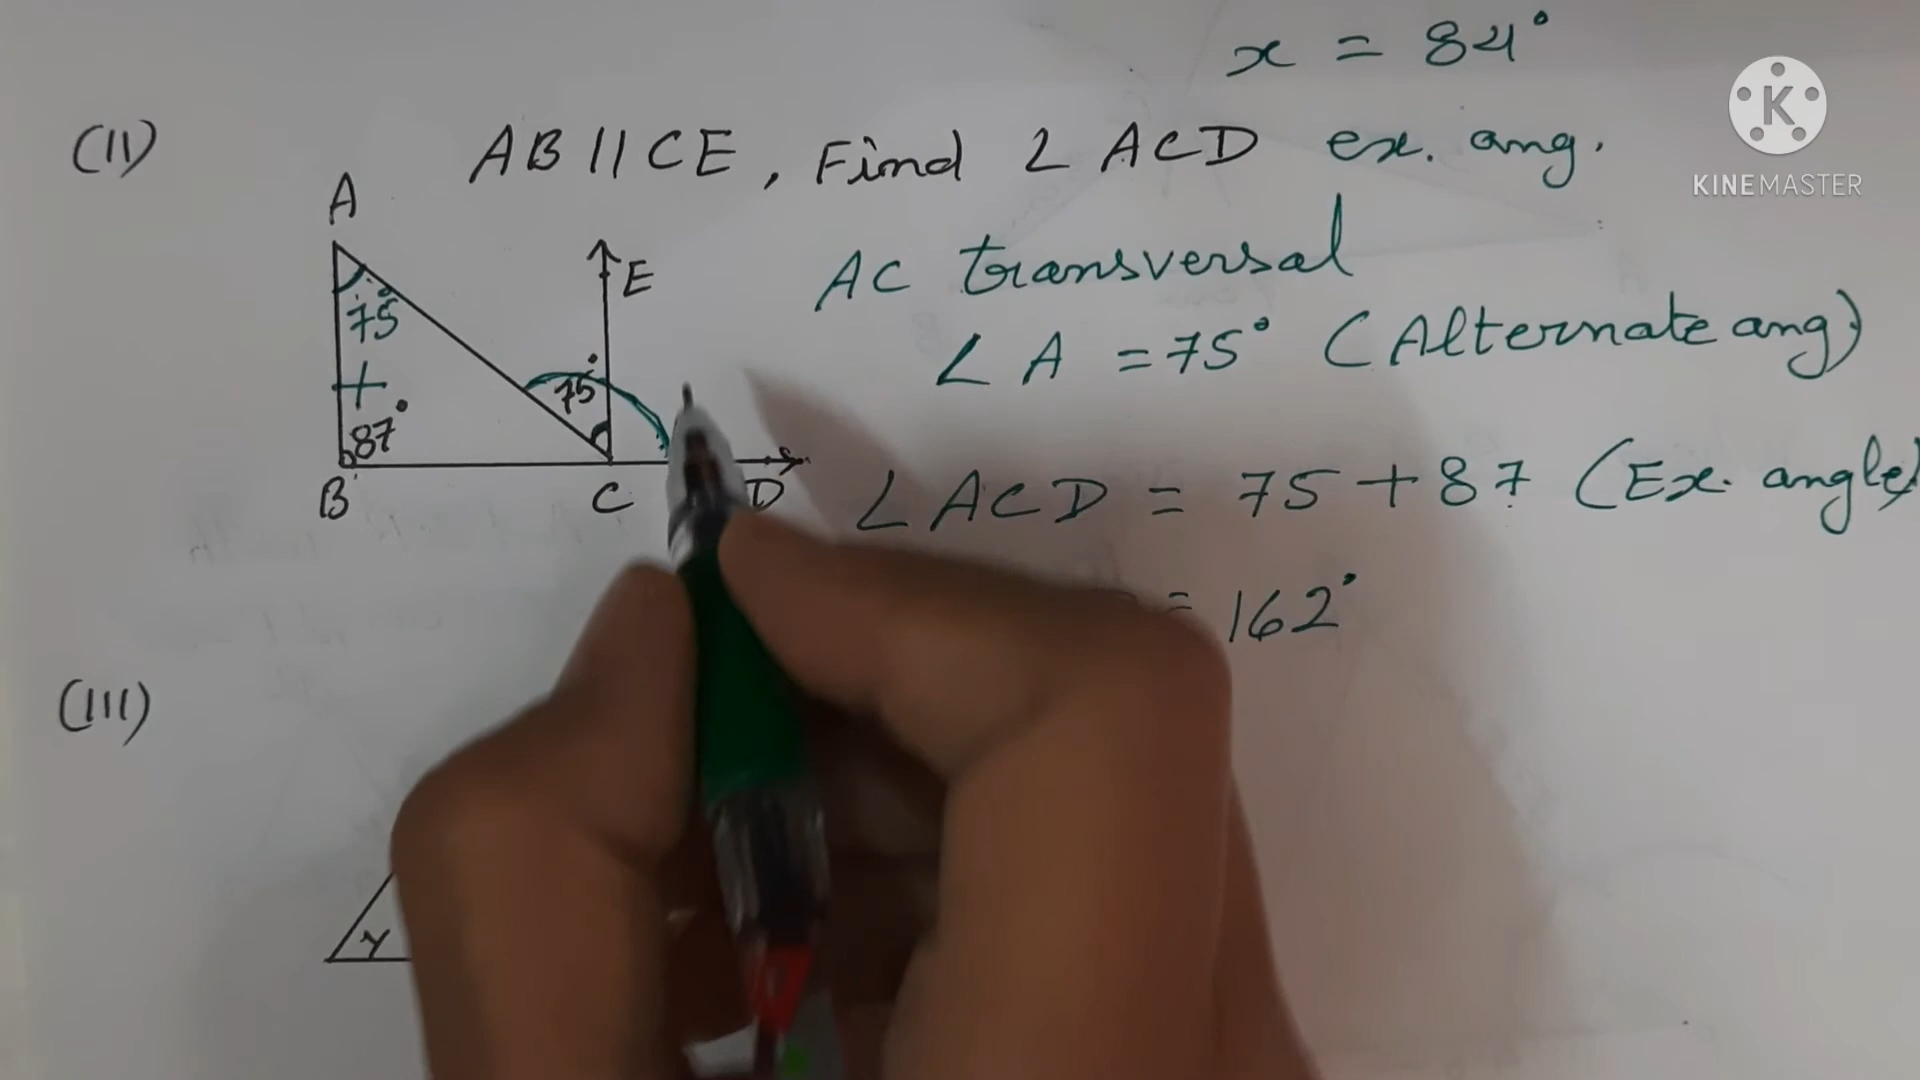 x = 84°
(II) AB || CE, Find ∠ ACD ex. ang.
KINEMASTER
A
E
AC transversal
75°
∠ A = 75° (Alternate ang)
75°
+
87°
B C D
∠ ACD = 75 + 87 (Ex. angle)
= 162°
(III)
Y